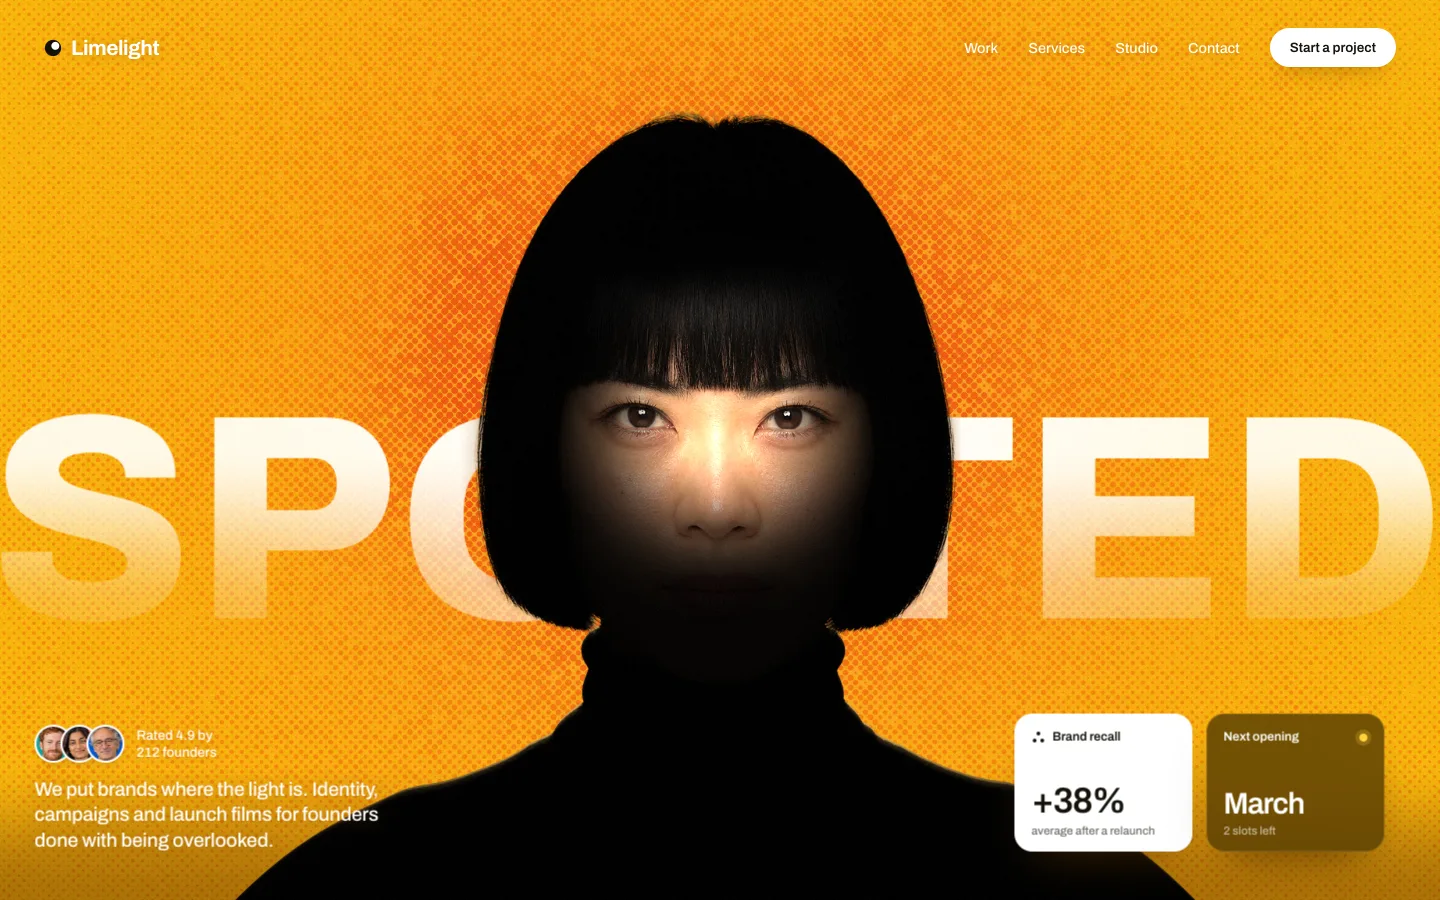 Limelight
Work
Services
Studio
Contact
Start a project
SPOTED
Rated 4.9 by
212 founders
We put brands where the light is. Identity,
campaigns and launch films for founders
done with being overlooked.
Brand recall
+38%
average after a relaunch
Next opening
March
2 slots left